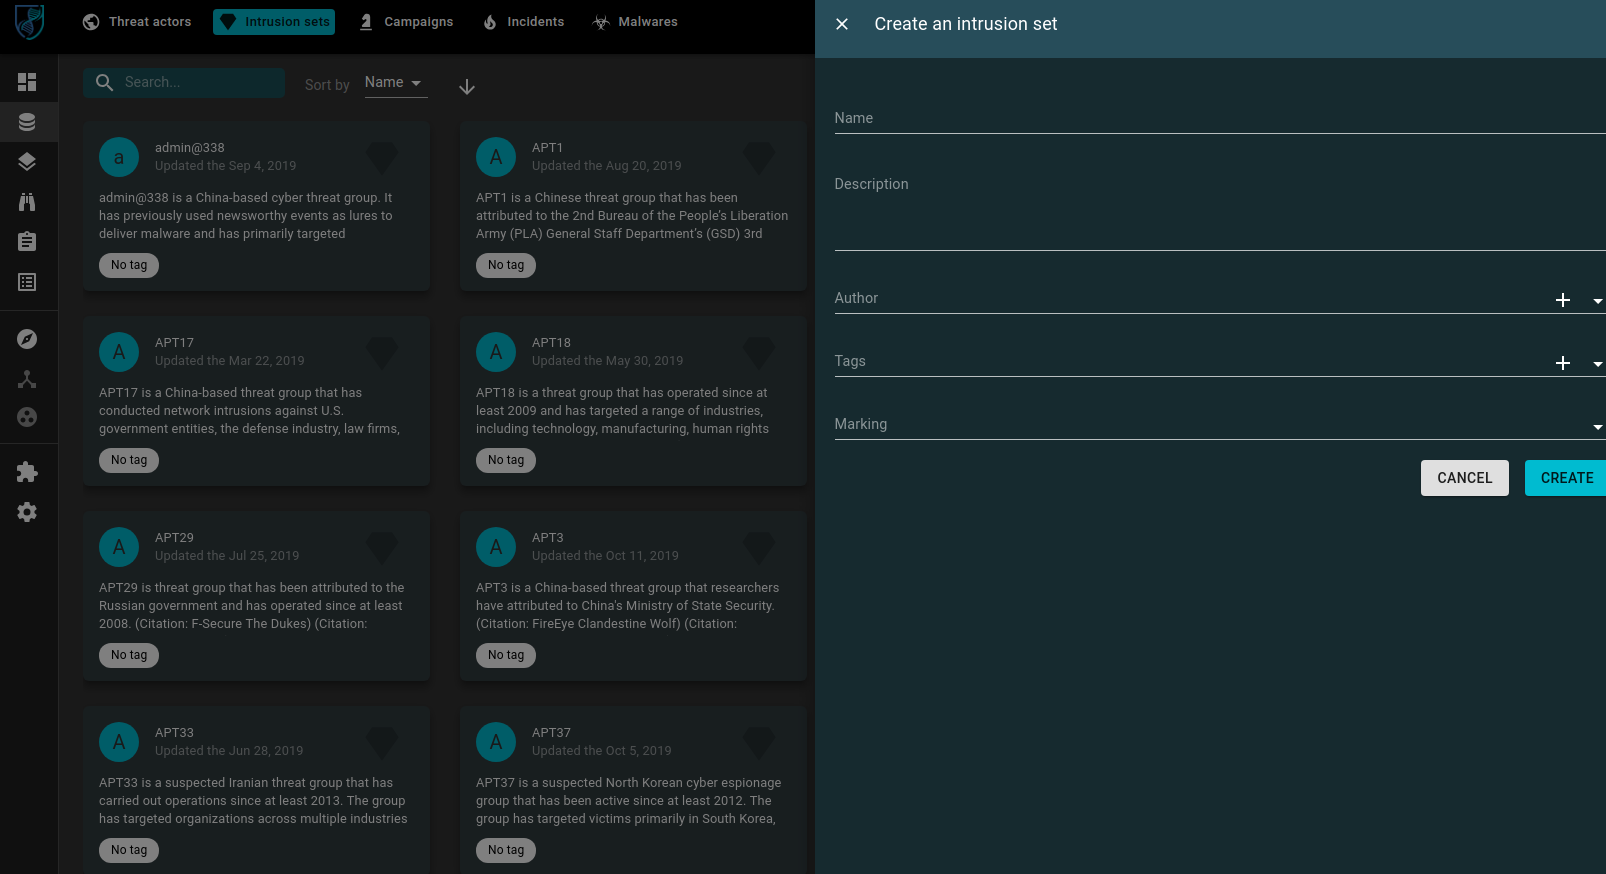 Threat actors
Intrusion sets
Campaigns
Incidents
Malwares
Search...
Sort by
Name
a
admin@338
Updated the Sep 4, 2019
admin@338 is a China-based cyber threat group. It
has previously used newsworthy events as lures to
deliver malware and has primarily targeted
No tag
A
APT1
Updated the Aug 20, 2019
APT1 is a Chinese threat group that has been
attributed to the 2nd Bureau of the People’s Liberation
Army (PLA) General Staff Department’s (GSD) 3rd
No tag
A
APT17
Updated the Mar 22, 2019
APT17 is a China-based threat group that has
conducted network intrusions against U.S.
government entities, the defense industry, law firms,
No tag
A
APT18
Updated the May 30, 2019
APT18 is a threat group that has operated since at
least 2009 and has targeted a range of industries,
including technology, manufacturing, human rights
No tag
A
APT29
Updated the Jul 25, 2019
APT29 is threat group that has been attributed to the
Russian government and has operated since at least
2008. (Citation: F-Secure The Dukes) (Citation:
No tag
A
APT3
Updated the Oct 11, 2019
APT3 is a China-based threat group that researchers
have attributed to China's Ministry of State Security.
(Citation: FireEye Clandestine Wolf) (Citation:
No tag
A
APT33
Updated the Jun 28, 2019
APT33 is a suspected Iranian threat group that has
carried out operations since at least 2013. The group
has targeted organizations across multiple industries
No tag
A
APT37
Updated the Oct 5, 2019
APT37 is a suspected North Korean cyber espionage
group that has been active since at least 2012. The
group has targeted victims primarily in South Korea,
No tag
Create an intrusion set
Name
Description
Author
Tags
Marking
CANCEL
CREATE